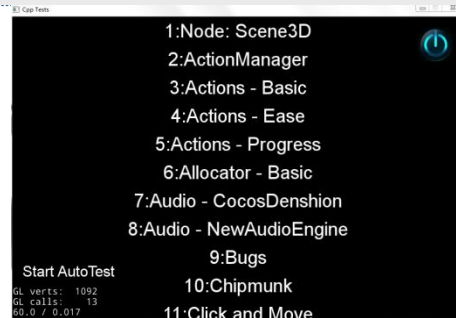 Cpp Tests
1:Node: Scene3D
2:ActionManager
3:Actions - Basic
4:Actions - Ease
5:Actions - Progress
6:Allocator - Basic
7:Audio - CocosDenshion
8:Audio - NewAudioEngine
9:Bugs
10:Chipmunk
11:Click and Move
Start AutoTest
GL verts: 1092
GL calls: 13
60.0 / 0.017